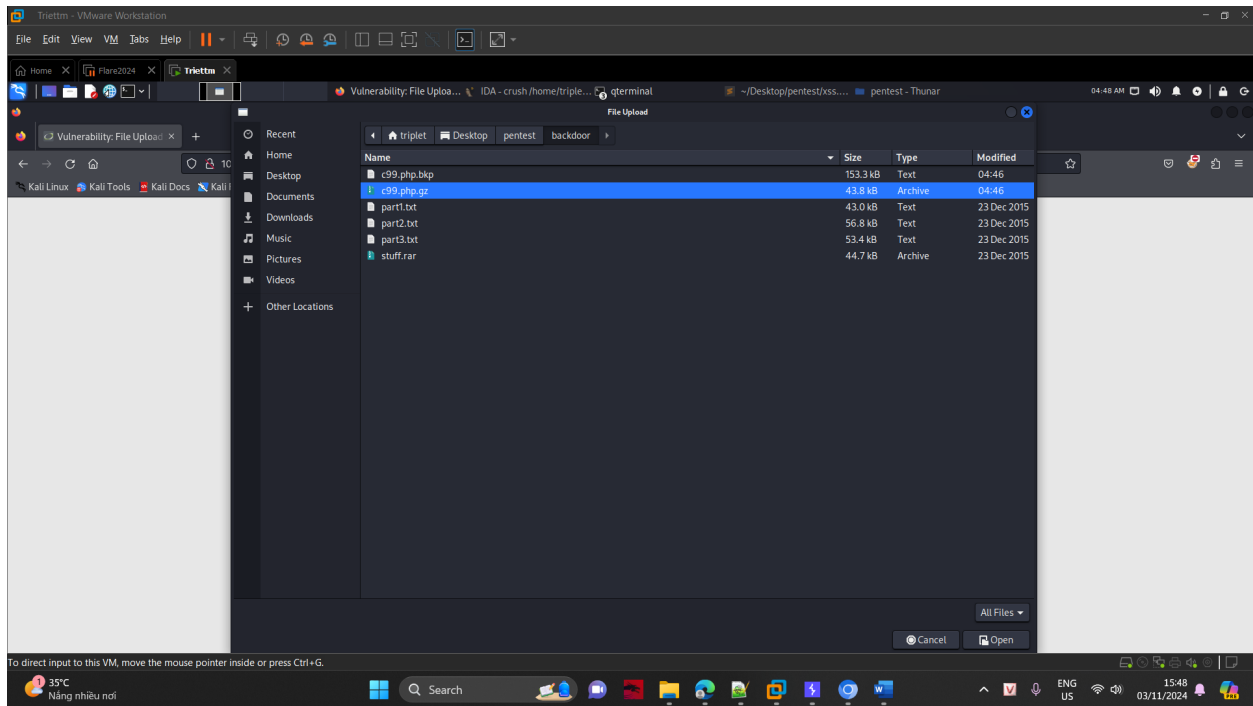 Triettm - VMware Workstation
File Edit View VM Tabs Help
Home Flare2024 Triettm
Vulnerability: File Uploa... IDA - crush /home/triple... qterminal ~/Desktop/pentest/xss.... pentest - Thunar 04:48 AM
File Upload
Vulnerability: File Upload
Recent
triplet Desktop pentest backdoor
10
Home
Name Size Type Modified
Kali Linux Kali Tools Kali Docs Kali
Desktop
c99.php.bkp 153.3 kB Text 04:46
c99.php.gz 43.8 kB Archive 04:46
Documents
part1.txt 43.0 kB Text 23 Dec 2015
Downloads
part2.txt 56.8 kB Text 23 Dec 2015
Music
part3.txt 53.4 kB Text 23 Dec 2015
Pictures
stuff.rar 44.7 kB Archive 23 Dec 2015
Videos
Other Locations
All Files
Cancel Open
To direct input to this VM, move the mouse pointer inside or press Ctrl+G.
1 35°C
Nắng nhiều nơi
Search
V
ENG
US
15:48
03/11/2024